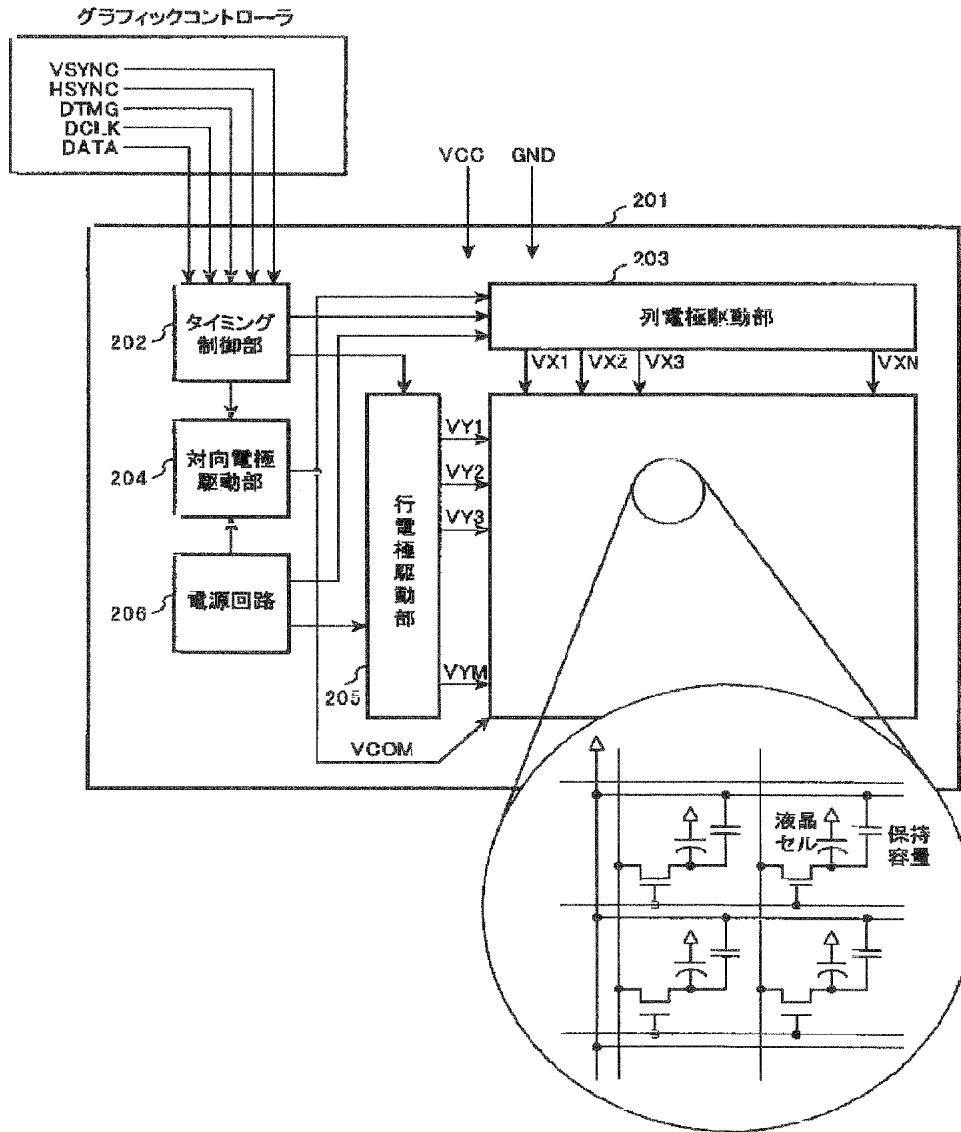 グラフィックコントローラ
VSYNC
HSYNC
DTMG
DCLK
DATA
VCC
GND
201
203
列電極駆動部
202
タイミング
制御部
VX1
VX2
VX3
VXN
204
対向電極
駆動部
VY1
VY2
VY3
VYM
行電極駆動部
205
206
電源回路
VCOM
液晶
セル
保持
容量